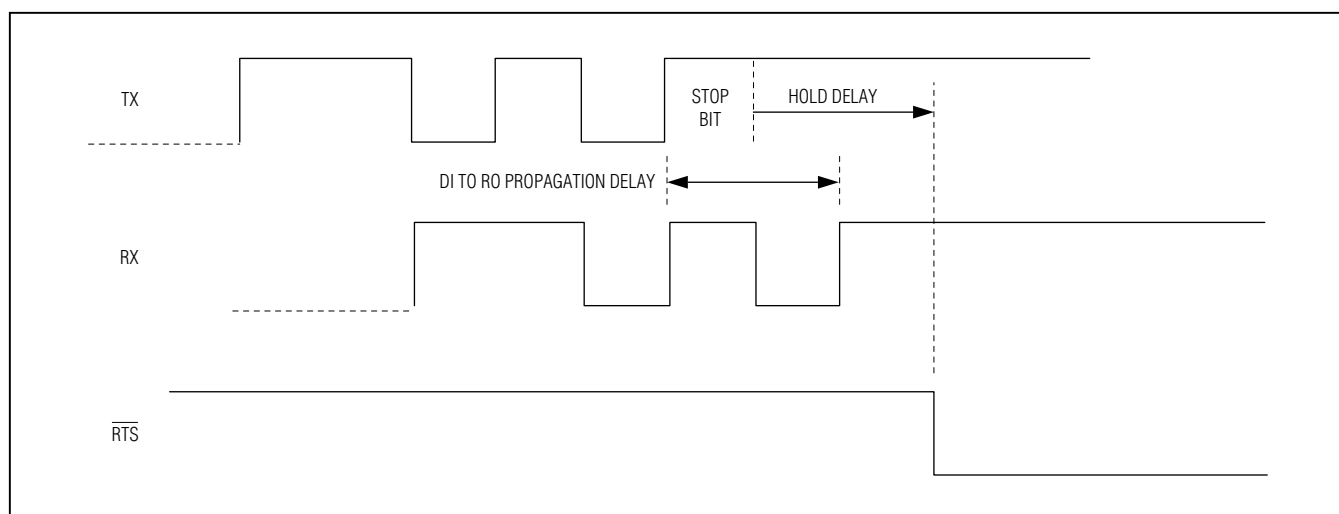 TX
STOP
BIT
HOLD DELAY
DI TO RO PROPAGATION DELAY
RX
RTS